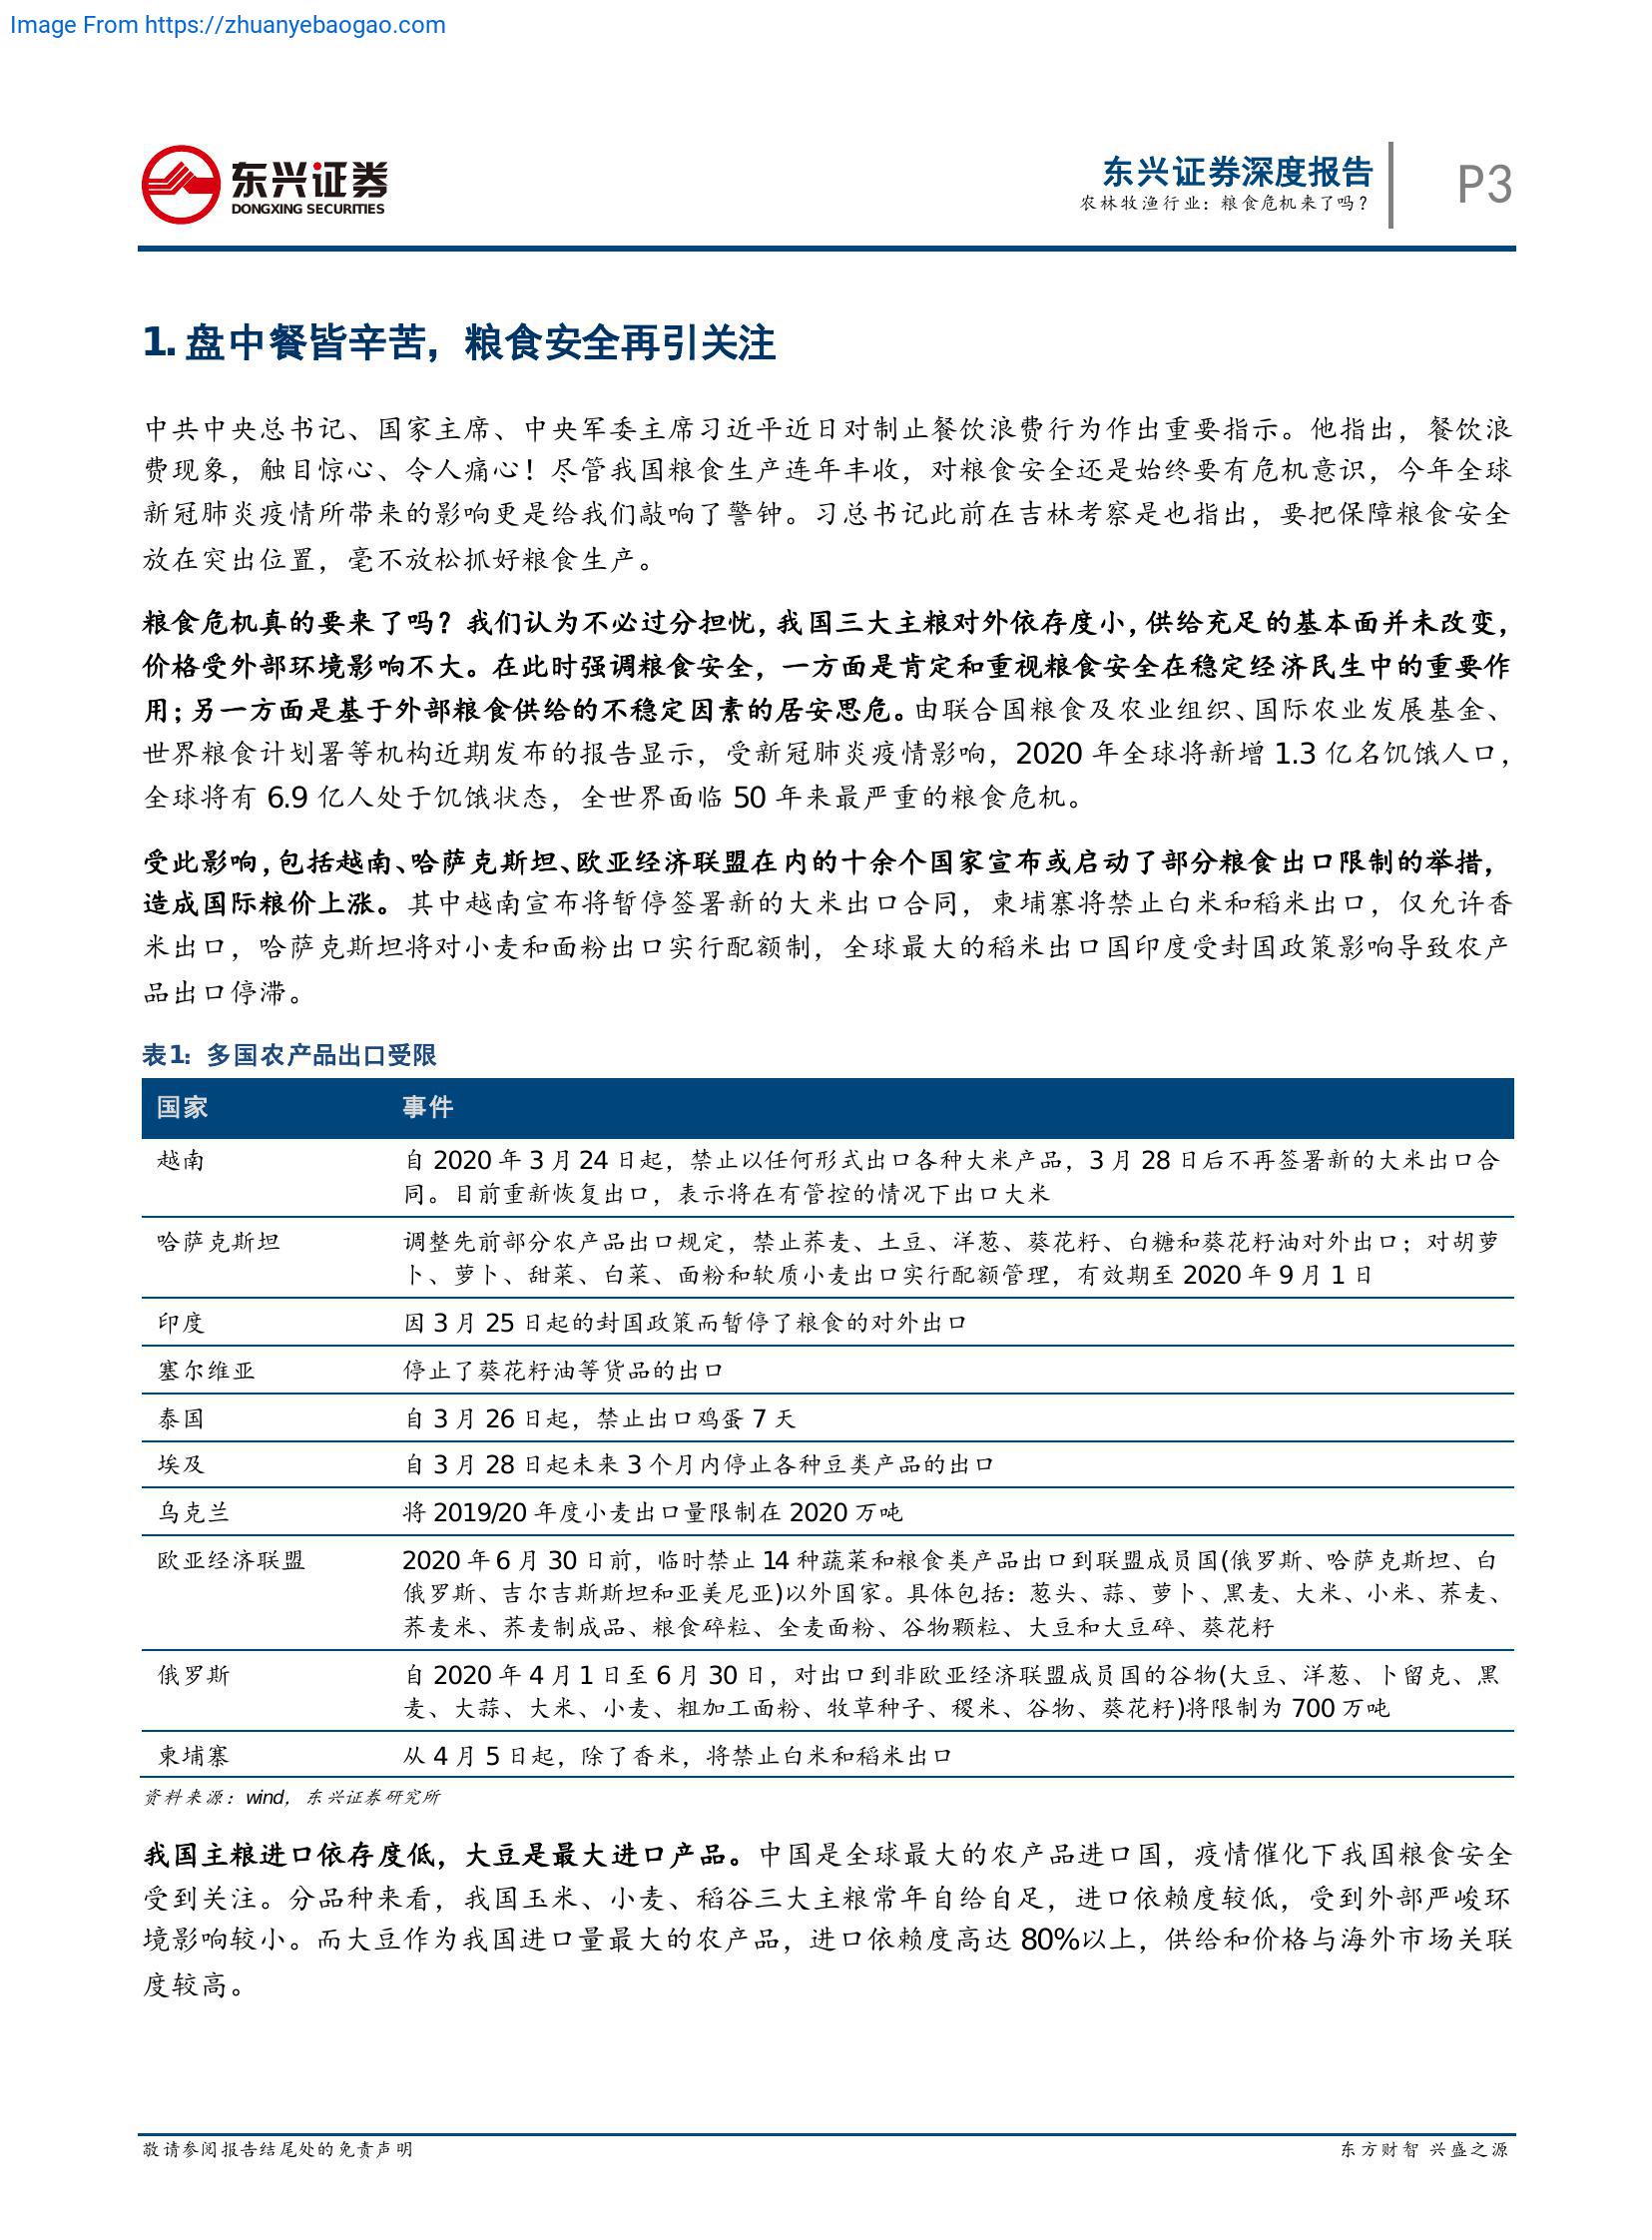 Image From https://zhuanyebaogao.com
东兴证券
DONGXING SECURITIES
东兴证券深度报告
农林牧渔行业：粮食危机来了吗？
P3
1. 盘中餐皆辛苦，粮食安全再引关注
中共中央总书记、国家主席、中央军委主席习近平近日对制止餐饮浪费行为作出重要指示。他指出，餐饮浪
费现象，触目惊心、令人痛心！尽管我国粮食生产连年丰收，对粮食安全还是始终要有危机意识，今年全球
新冠肺炎疫情所带来的影响更是给我们敲响了警钟。习总书记此前在吉林考察是也指出，要把保障粮食安全
放在突出位置，毫不放松抓好粮食生产。
粮食危机真的要来了吗？我们认为不必过分担忧，我国三大主粮对外依存度小，供给充足的基本面并未改变，
价格受外部环境影响不大。在此时强调粮食安全，一方面是肯定和重视粮食安全在稳定经济民生中的重要作
用；另一方面是基于外部粮食供给的不稳定因素的居安思危。由联合国粮食及农业组织、国际农业发展基金、
世界粮食计划署等机构近期发布的报告显示，受新冠肺炎疫情影响，2020 年全球将新增 1.3 亿名饥饿人口，
全球将有 6.9 亿人处于饥饿状态，全世界面临 50 年来最严重的粮食危机。
受此影响，包括越南、哈萨克斯坦、欧亚经济联盟在内的十余个国家宣布或启动了部分粮食出口限制的举措，
造成国际粮价上涨。其中越南宣布将暂停签署新的大米出口合同，柬埔寨将禁止白米和稻米出口，仅允许香
米出口，哈萨克斯坦将对小麦和面粉出口实行配额制，全球最大的稻米出口国印度受封国政策影响导致农产
品出口停滞。
表1：多国农产品出口受限
国家 事件
越南 自 2020 年 3 月 24 日起，禁止以任何形式出口各种大米产品，3 月 28 日后不再签署新的大米出口合
同。目前重新恢复出口，表示将在有管控的情况下出口大米
哈萨克斯坦 调整先前部分农产品出口规定，禁止荞麦、土豆、洋葱、葵花籽、白糖和葵花籽油对外出口；对胡萝
卜、萝卜、甜菜、白菜、面粉和软质小麦出口实行配额管理，有效期至 2020 年 9 月 1 日
印度 因 3 月 25 日起的封国政策而暂停了粮食的对外出口
塞尔维亚 停止了葵花籽油等货品的出口
泰国 自 3 月 26 日起，禁止出口鸡蛋 7 天
埃及 自 3 月 28 日起未来 3 个月内停止各种豆类产品的出口
乌克兰 将 2019/20 年度小麦出口量限制在 2020 万吨
欧亚经济联盟 2020 年 6 月 30 日前，临时禁止 14 种蔬菜和粮食类产品出口到联盟成员国(俄罗斯、哈萨克斯坦、白
俄罗斯、吉尔吉斯斯坦和亚美尼亚)以外国家。具体包括：葱头、蒜、萝卜、黑麦、大米、小米、荞麦、
荞麦米、荞麦制成品、粮食碎粒、全麦面粉、谷物颗粒、大豆和大豆碎、葵花籽
俄罗斯 自 2020 年 4 月 1 日至 6 月 30 日，对出口到非欧亚经济联盟成员国的谷物(大豆、洋葱、卜留克、黑
麦、大蒜、大米、小麦、粗加工面粉、牧草种子、稷米、谷物、葵花籽)将限制为 700 万吨
柬埔寨 从 4 月 5 日起，除了香米，将禁止白米和稻米出口
资料来源：wind，东兴证券研究所
我国主粮进口依存度低，大豆是最大进口产品。中国是全球最大的农产品进口国，疫情催化下我国粮食安全
受到关注。分品种来看，我国玉米、小麦、稻谷三大主粮常年自给自足，进口依赖度较低，受到外部严峻环
境影响较小。而大豆作为我国进口量最大的农产品，进口依赖度高达 80%以上，供给和价格与海外市场关联
度较高。
敬请参阅报告结尾处的免责声明
东方财智 兴盛之源